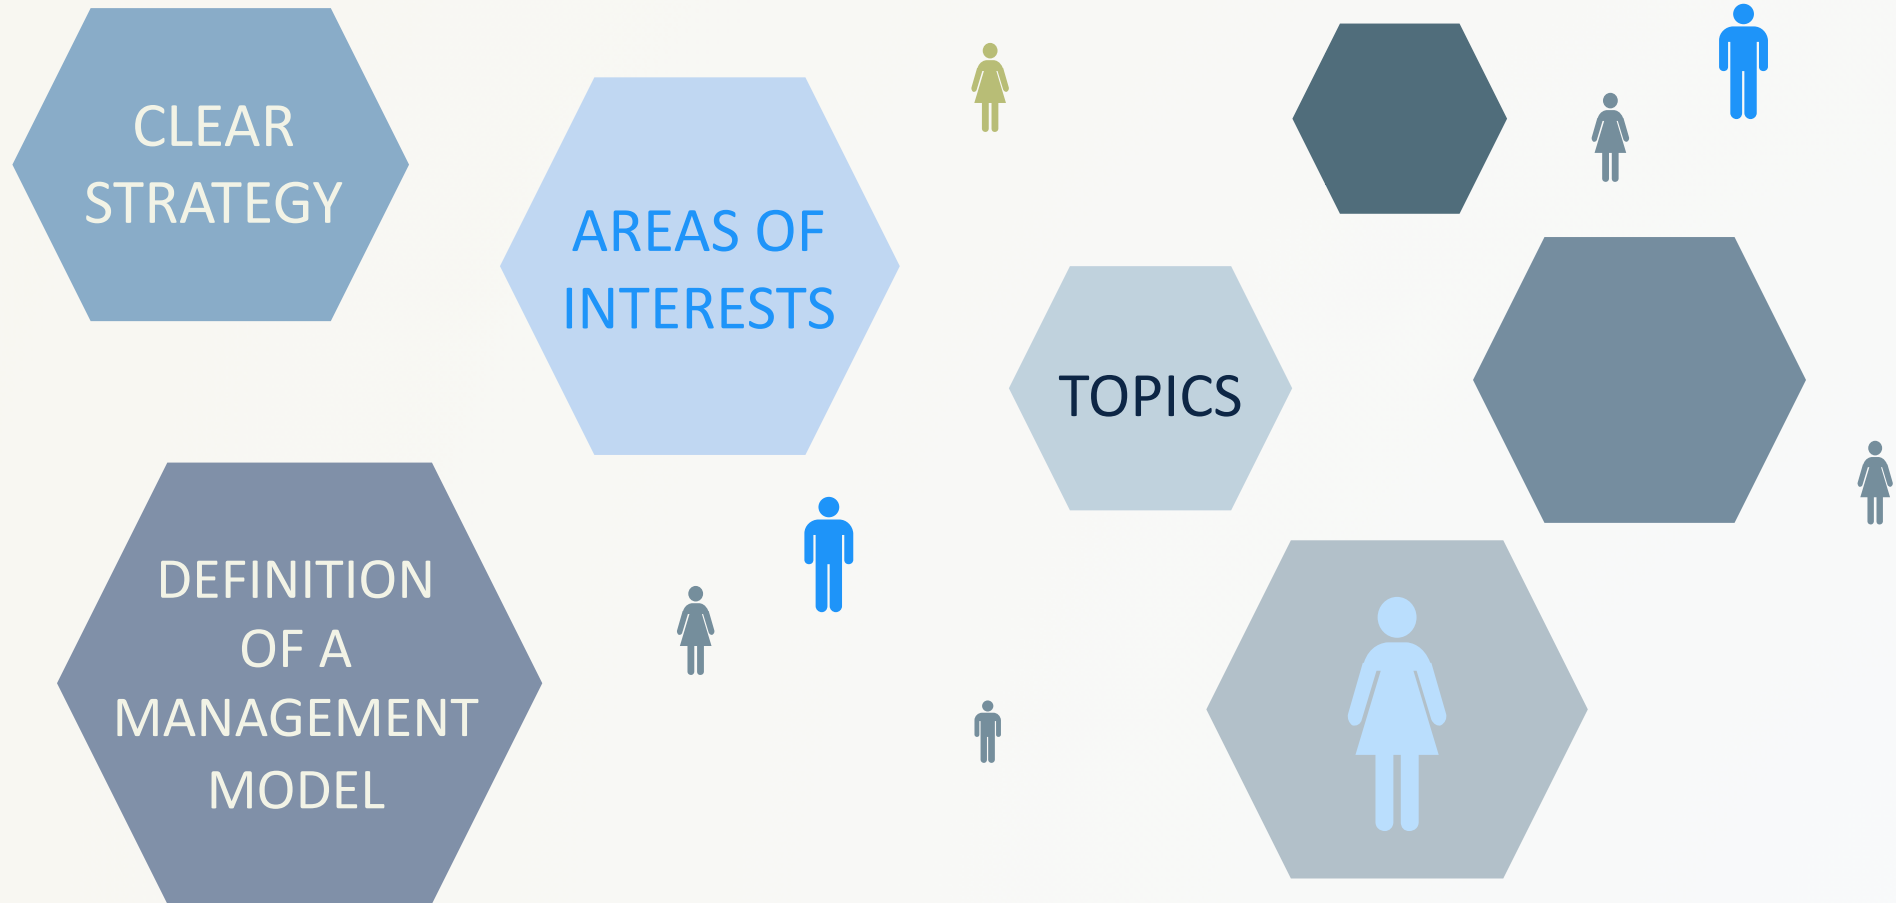 CLEAR
STRATEGY
AREAS OF
INTERESTS
TOPICS
DEFINITION
OF A
MANAGEMENT
MODEL